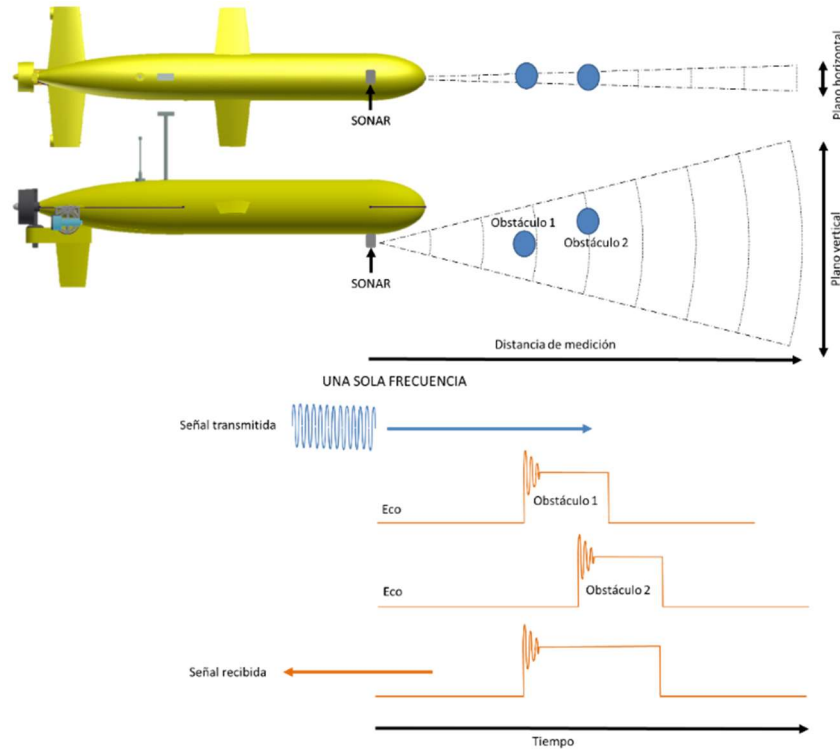 Plano horizontal
SONAR
Obstáculo 1
Obstáculo 2
Plano vertical
SONAR
Distancia de medición
UNA SOLA FRECUENCIA
Señal transmitida
Obstáculo 1
Eco
Eco
Obstáculo 2
Señal recibida
Tiempo